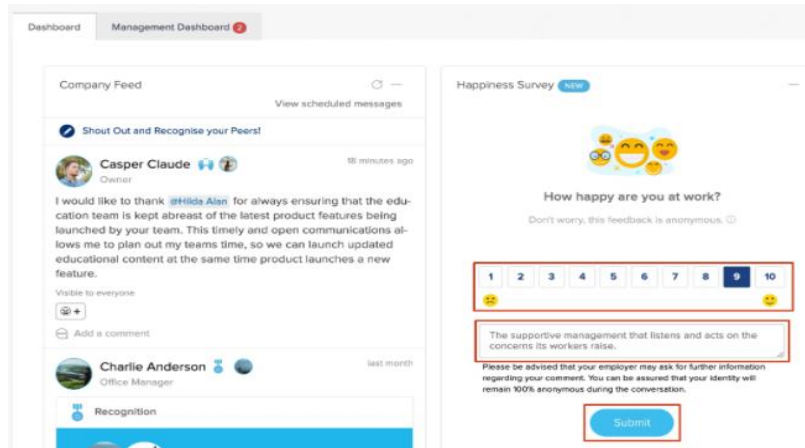 Dashboard
Management Dashboard 2
Company Feed
View scheduled messages
Shout Out and Recognise your Peers!
Casper Claude
18 minutes ago
Owner
I would like to thank @Hilda Alan for always ensuring that the edu-
cation team is kept abreast of the latest product features being
launched by your team. This timely and open communications al-
lows me to plan out my teams time, so we can launch updated
educational content at the same time product launches a new
feature.
Visible to everyone
Add a comment
Charlie Anderson
last month
Office Manager
Recognition
Happiness Survey NEW
How happy are you at work?
Don't worry, this feedback is anonymous.
1 2 3 4 5 6 7 8 9 10
The supportive management that listens and acts on the
concerns its workers raise.
Please be advised that your employer may ask for further information
regarding your comment. You can be assured that your identity will
remain 100% anonymous during the conversation.
Submit